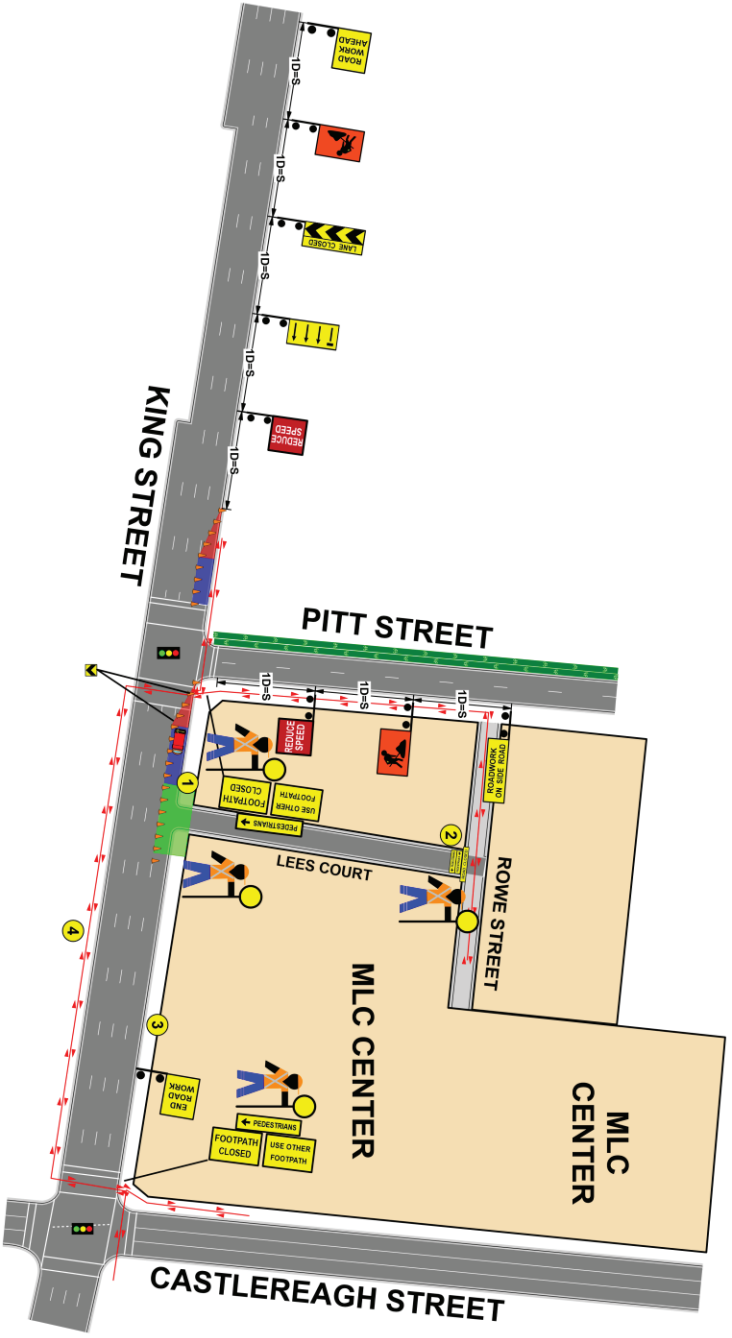 ROAD
WORK
AHEAD
1D=S
1D=S
LANE CLOSED
1D=S
1D=S
REDUCE
SPEED
1D=S
KING STREET
PITT STREET
1D=S
1D=S
1D=S
REDUCE
SPEED
ROADWORK
ON SIDE ROAD
FOOTPATH
CLOSED
USE OTHER
FOOTPATH
PEDESTRIANS
1
2
LEES COURT
ROWE STREET
MLC CENTER
4
3
END
ROAD
WORK
MLC
CENTER
PEDESTRIANS
FOOTPATH
CLOSED
USE OTHER
FOOTPATH
CASTLEREAGH STREET